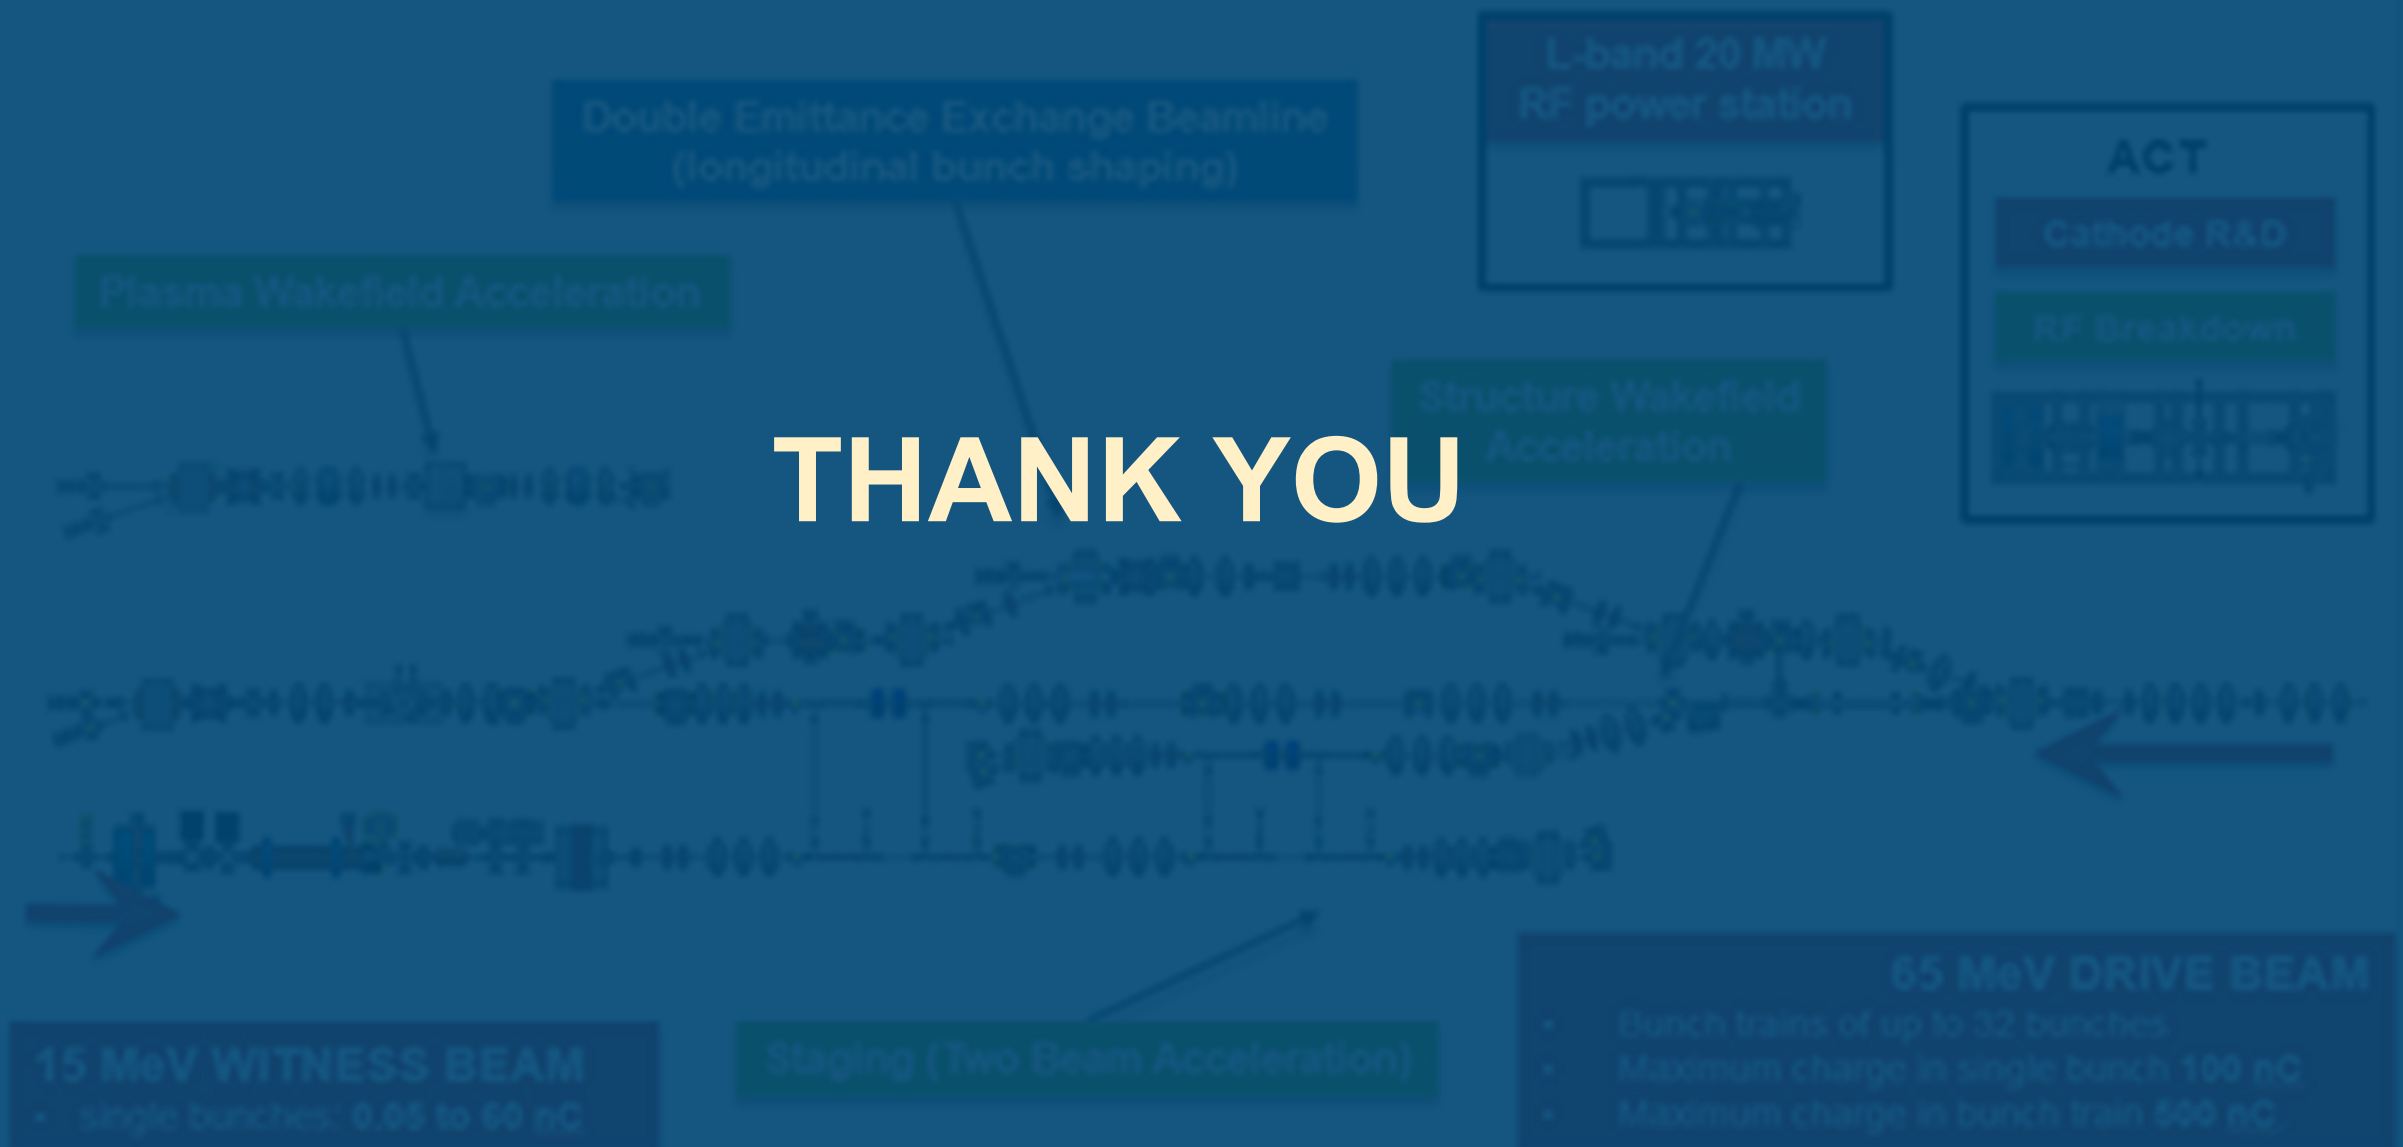 L-band 20 MW
RF power station
Double Emittance Exchange Beamline
(longitudinal bunch shaping)
ACT
Cathode R&D
RF Breakdown
Plasma Wakefield Acceleration
Structure Wakefield
Acceleration
THANK YOU
65 MeV DRIVE BEAM
• Bunch trains of up to 32 bunches
• Maximum charge in single bunch 100 nC
• Maximum charge in bunch train 500 nC
Staging (Two Beam Acceleration)
15 MeV WITNESS BEAM
• single bunches: 0.05 to 60 nC